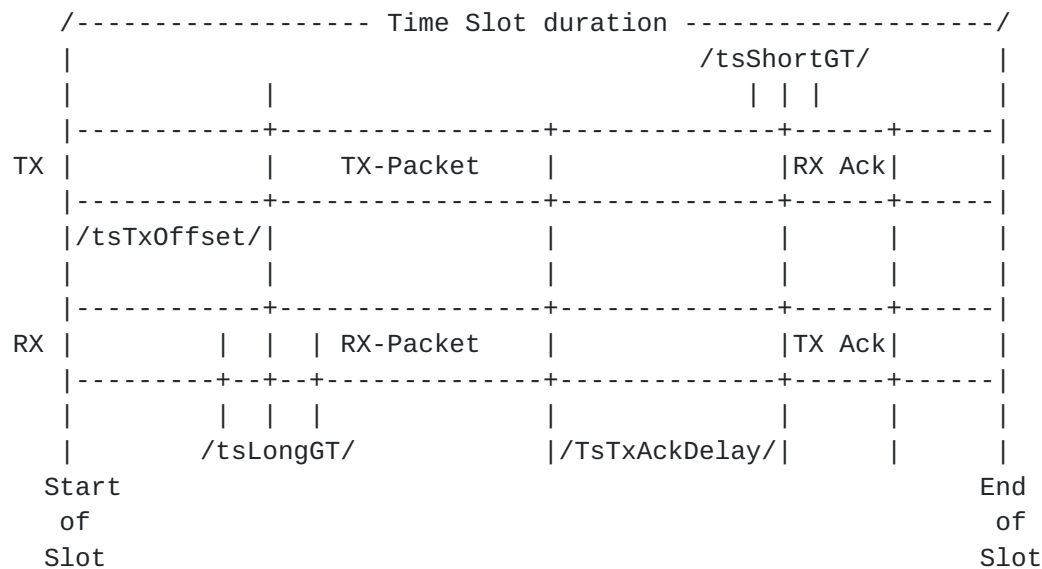 /------------------- Time Slot duration --------------------/
|                                        /tsShortGT/        |
|            |                              | | |           |
|------------+-----------------+--------------+------+------|
TX |            |    TX-Packet    |              |RX Ack|      |
|------------+-----------------+--------------+------+------|
|/tsTxOffset/|                 |              |      |      |
|            |                 |              |      |      |
|------------+-----------------+--------------+------+------|
RX |         |  |  | RX-Packet    |              |TX Ack|      |
|---------+--+--+--------------+--------------+------+------|
|         |  |  |              |              |      |      |
|        /tsLongGT/            |/TsTxAckDelay/|      |      |
Start                                                       End
of                                                          of
Slot                                                        Slot